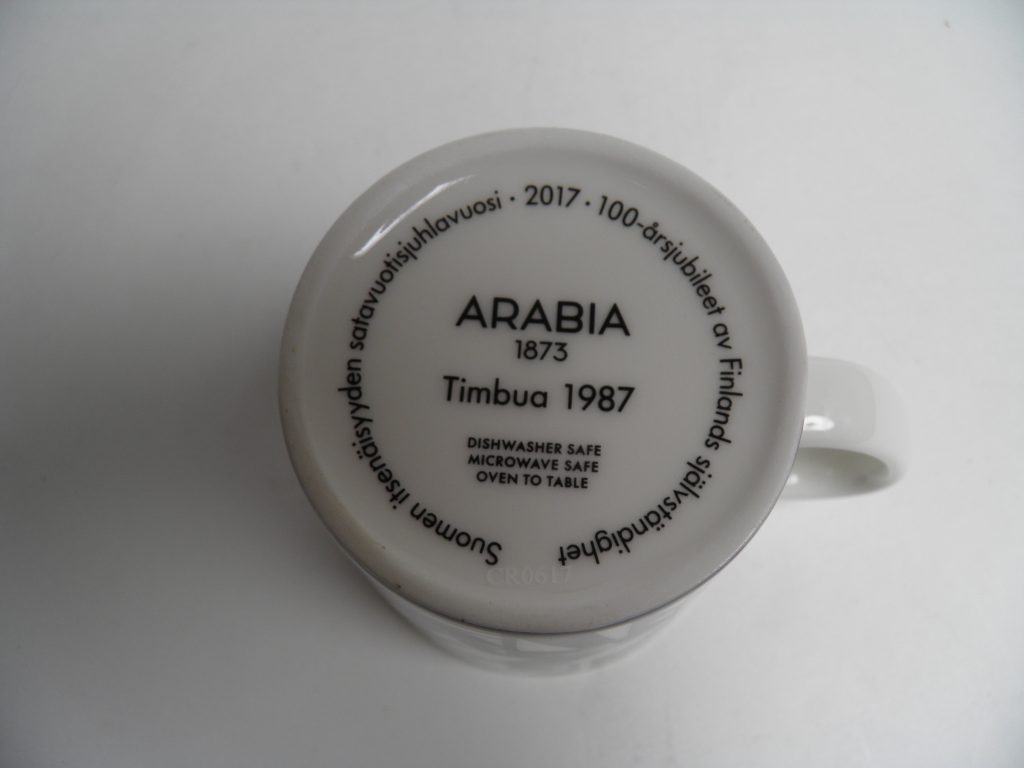 Suomen itsenäisyyden satavuotisjuhlavuosi · 2017 · 100-årsjubileet av Finlands självständighet
ARABIA
1873
Timbua 1987
DISHWASHER SAFE
MICROWAVE SAFE
OVEN TO TABLE
CR0617